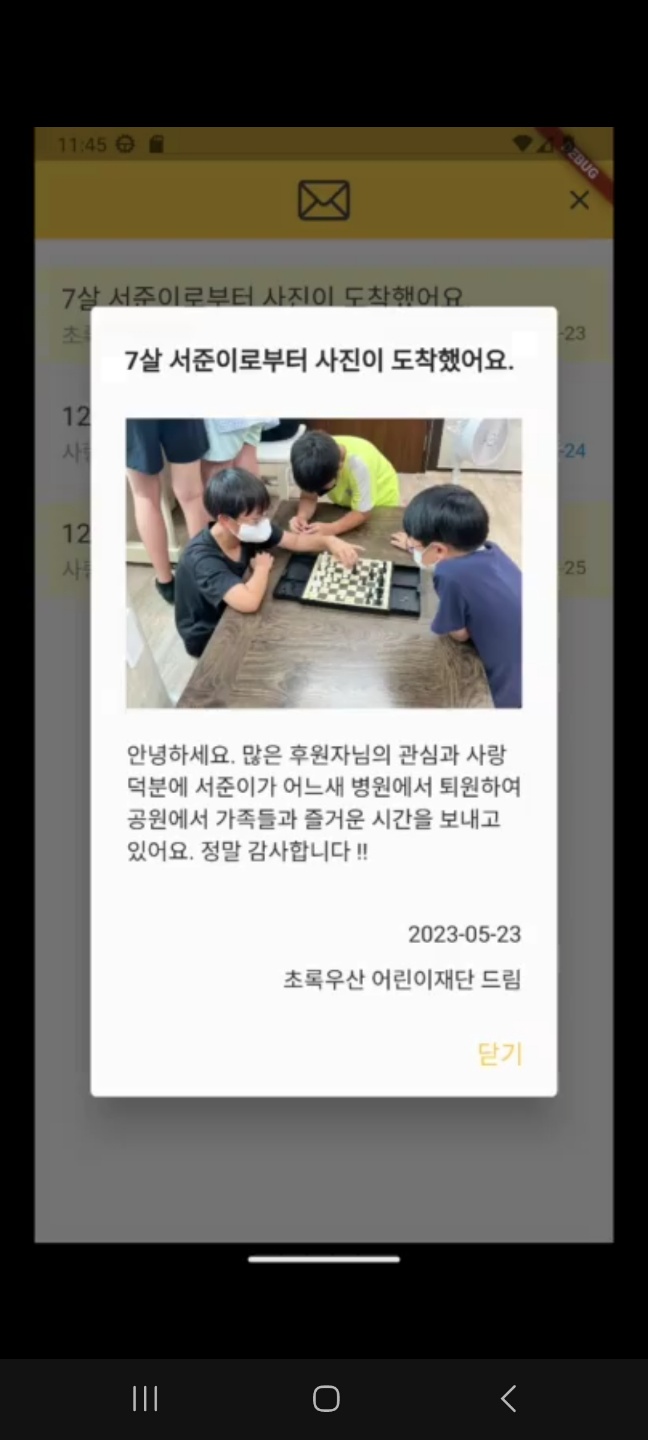 11:45
DEBUG
7살 서준이로부터 사진이 도착했어요.
초
-23
12
사
-24
12
사
-25
7살 서준이로부터 사진이 도착했어요.
안녕하세요. 많은 후원자님의 관심과 사랑
덕분에 서준이가 어느새 병원에서 퇴원하여
공원에서 가족들과 즐거운 시간을 보내고
있어요. 정말 감사합니다 !!
2023-05-23
초록우산 어린이재단 드림
닫기